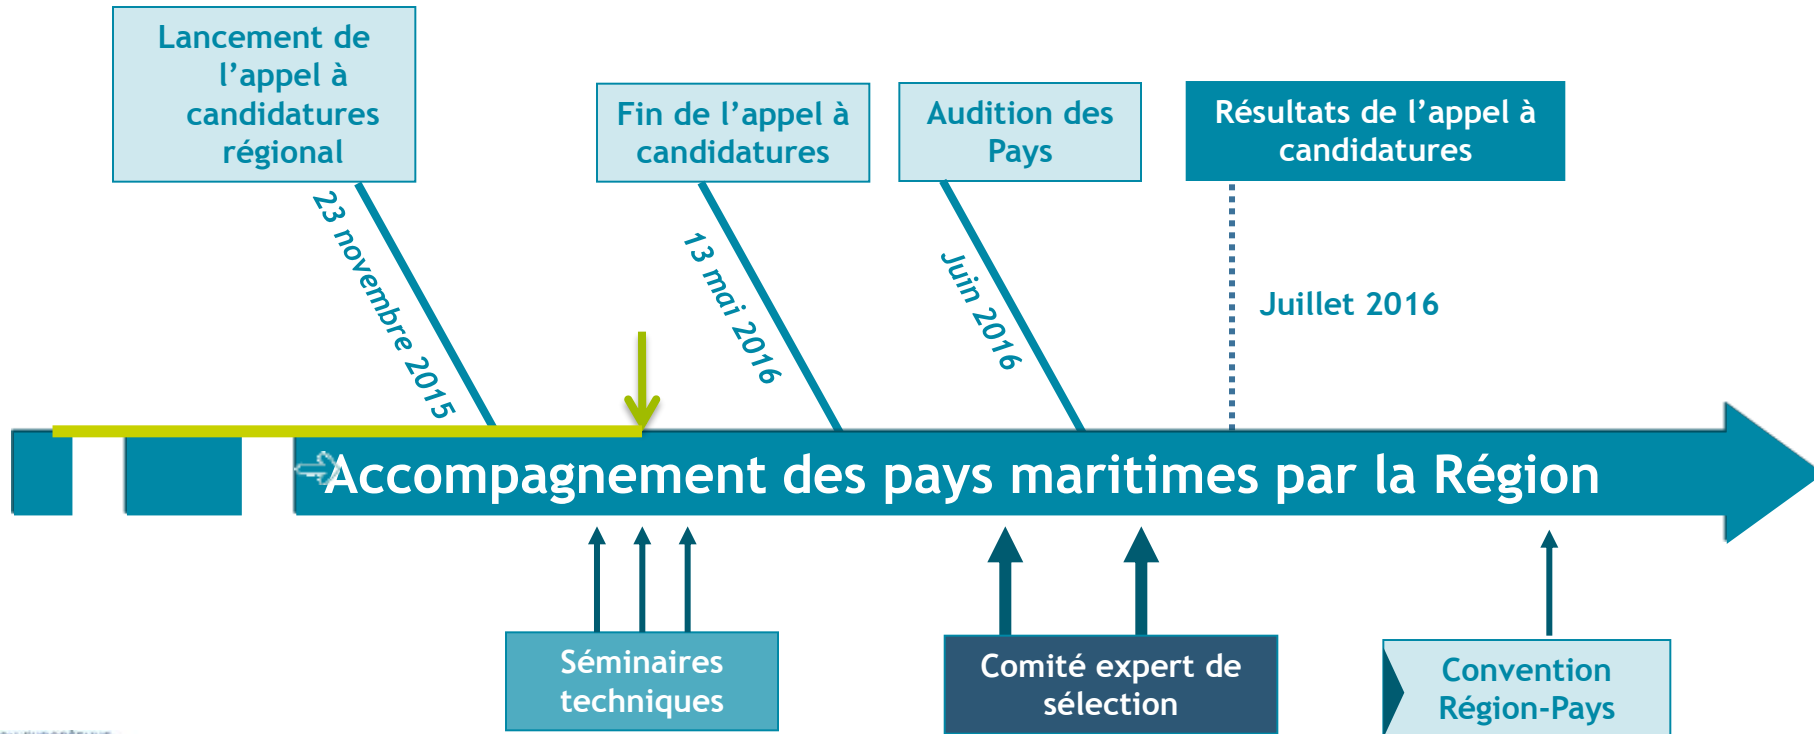 Lancement de
l’appel à
candidatures
régional
Fin de l’appel à
candidatures
Audition des
Pays
Résultats de l’appel à
candidatures
23 novembre 2015
13 mai 2016
Juin 2016
Juillet 2016
Accompagnement des pays maritimes par la Région
Séminaires
techniques
Comité expert de
sélection
Convention
Région-Pays